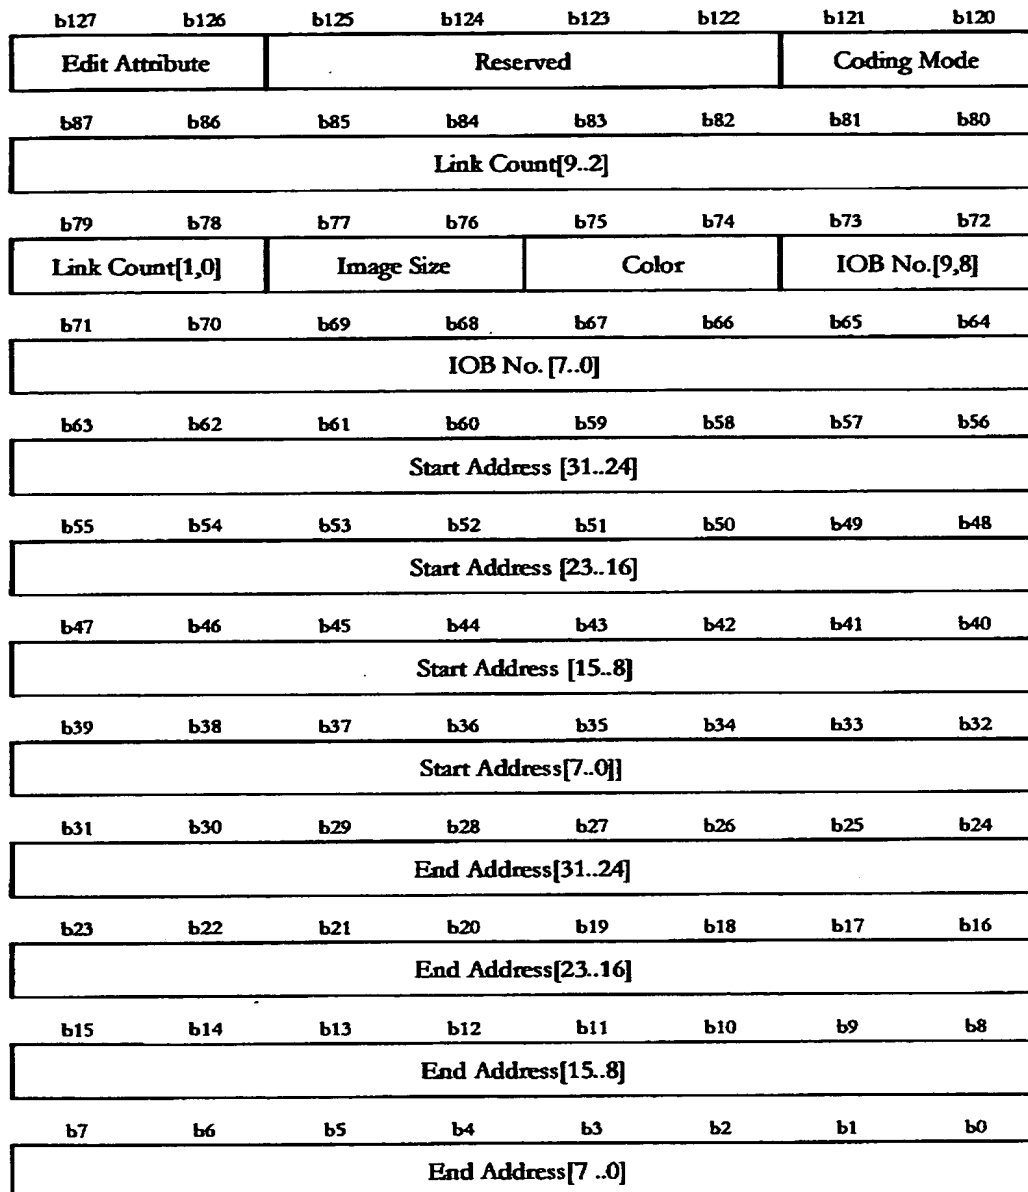 b127 b126 b125 b124 b123 b122 b121 b120
Edit Attribute Reserved Coding Mode
b87 b86 b85 b84 b83 b82 b81 b80
Link Count[9..2]
b79 b78 b77 b76 b75 b74 b73 b72
Link Count[1,0] Image Size Color IOB No.[9,8]
b71 b70 b69 b68 b67 b66 b65 b64
IOB No. [7..0]
b63 b62 b61 b60 b59 b58 b57 b56
Start Address [31..24]
b55 b54 b53 b52 b51 b50 b49 b48
Start Address [23..16]
b47 b46 b45 b44 b43 b42 b41 b40
Start Address [15..8]
b39 b38 b37 b36 b35 b34 b33 b32
Start Address[7..0]]
b31 b30 b29 b28 b27 b26 b25 b24
End Address[31..24]
b23 b22 b21 b20 b19 b18 b17 b16
End Address[23..16]
b15 b14 b13 b12 b11 b10 b9 b8
End Address[15..8]
b7 b6 b5 b4 b3 b2 b1 b0
End Address[7 ..0]